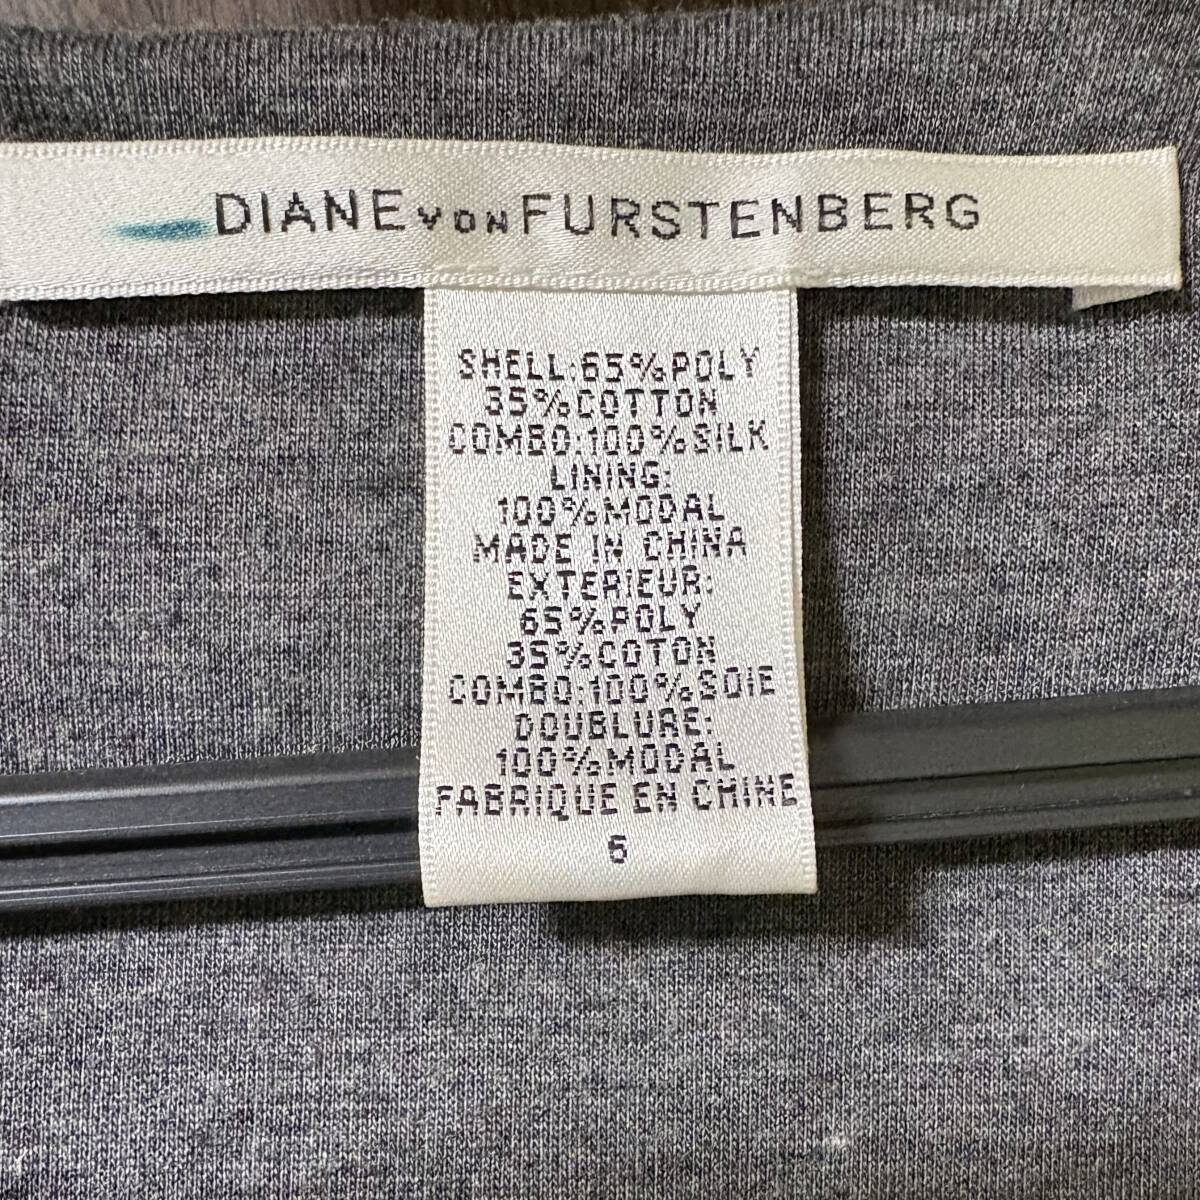 DIANE VON FURSTENBERG
SHELL:65%POLY
35%COTTON
COMBO:100%SILK
LINING:
100%MODAL
MADE IN CHINA
EXTERIEUR:
65%POLY
35%COTON
COMBO:100%SOIE
DOUBLURE:
100%MODAL
FABRIQUE EN CHINE
6